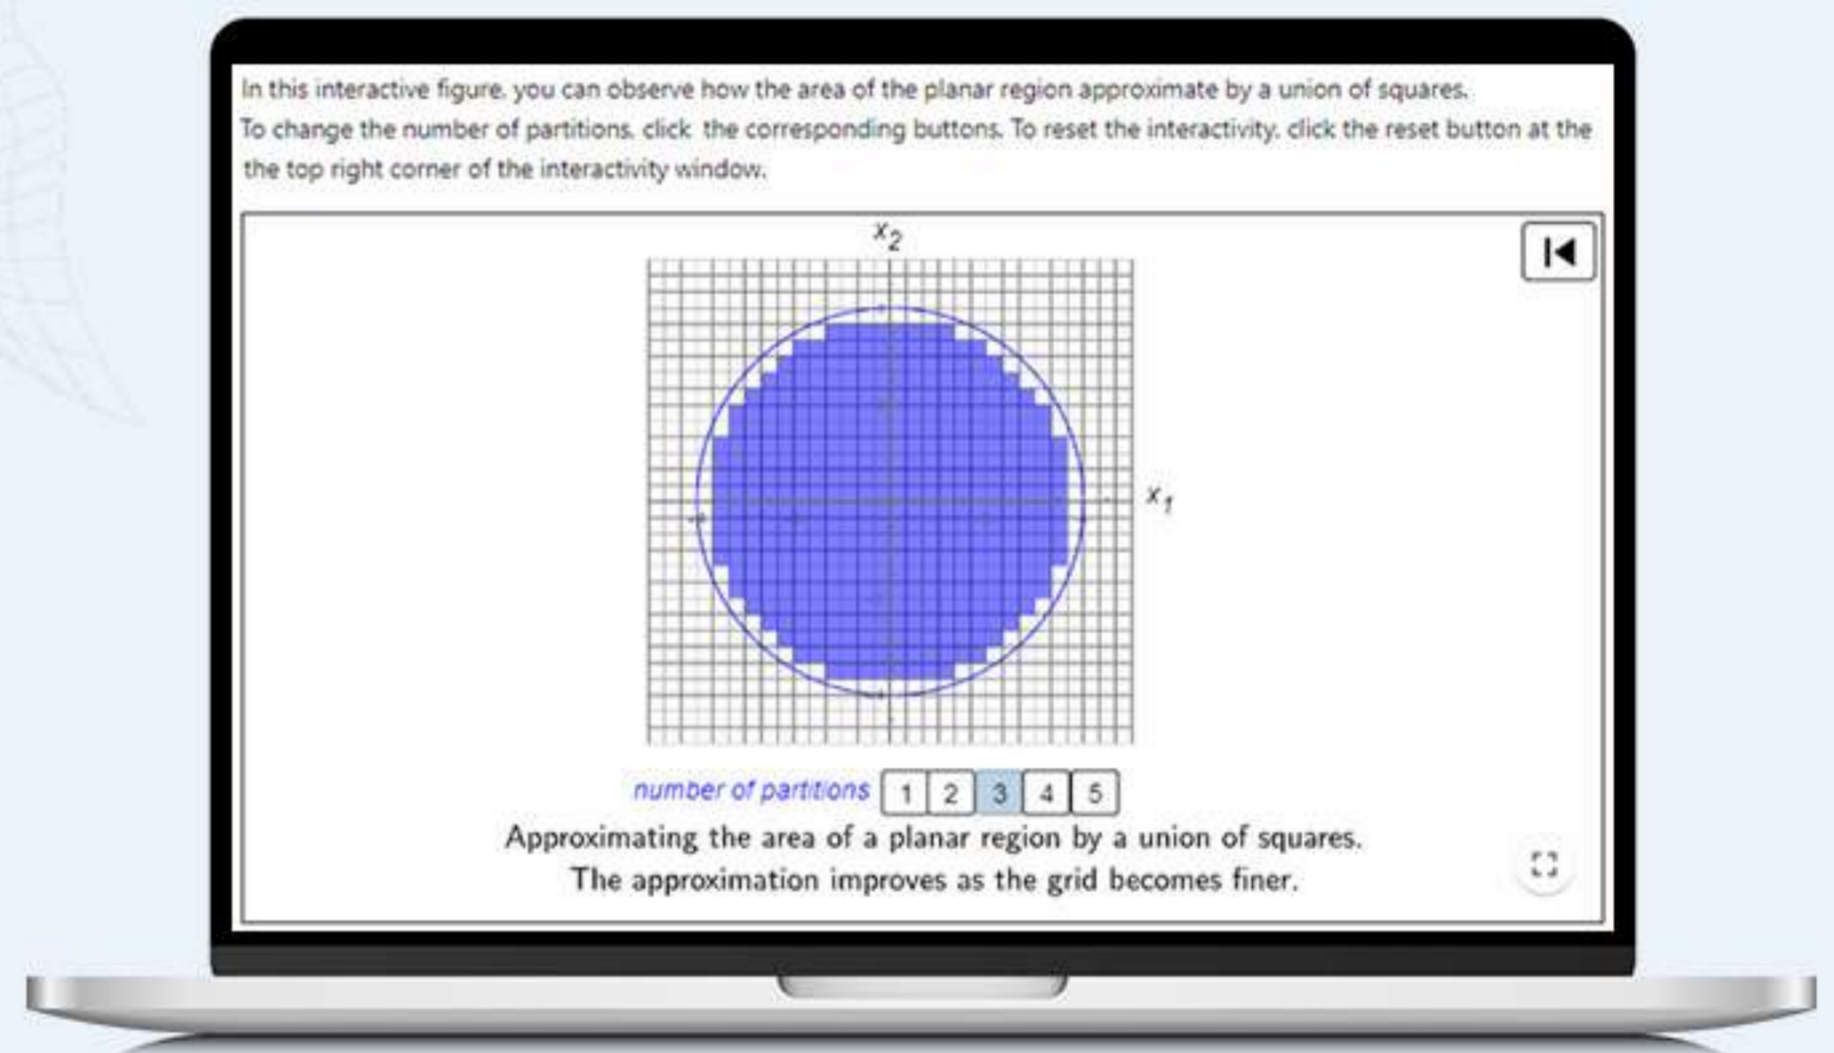 In this interactive figure. you can observe how the area of the planar region approximate by a union of squares.
To change the number of partitions, click the corresponding buttons. To reset the interactivity, click the reset button at the
the top right corner of the interactivity window.
x2
x1
number of partitions 1 2 3 4 5
Approximating the area of a planar region by a union of squares.
The approximation improves as the grid becomes finer.